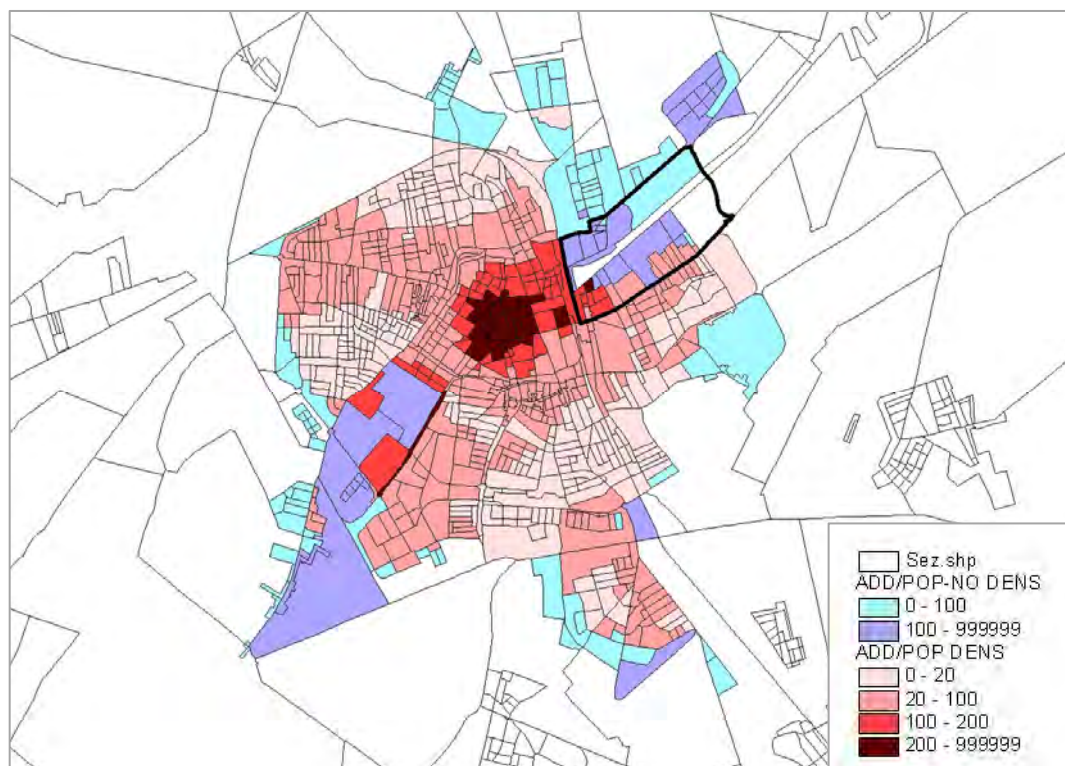 Sez.shp
ADD/POP-NO DENS
0 - 100
100 - 999999
ADD/POP DENS
0 - 20
20 - 100
100 - 200
200 - 999999